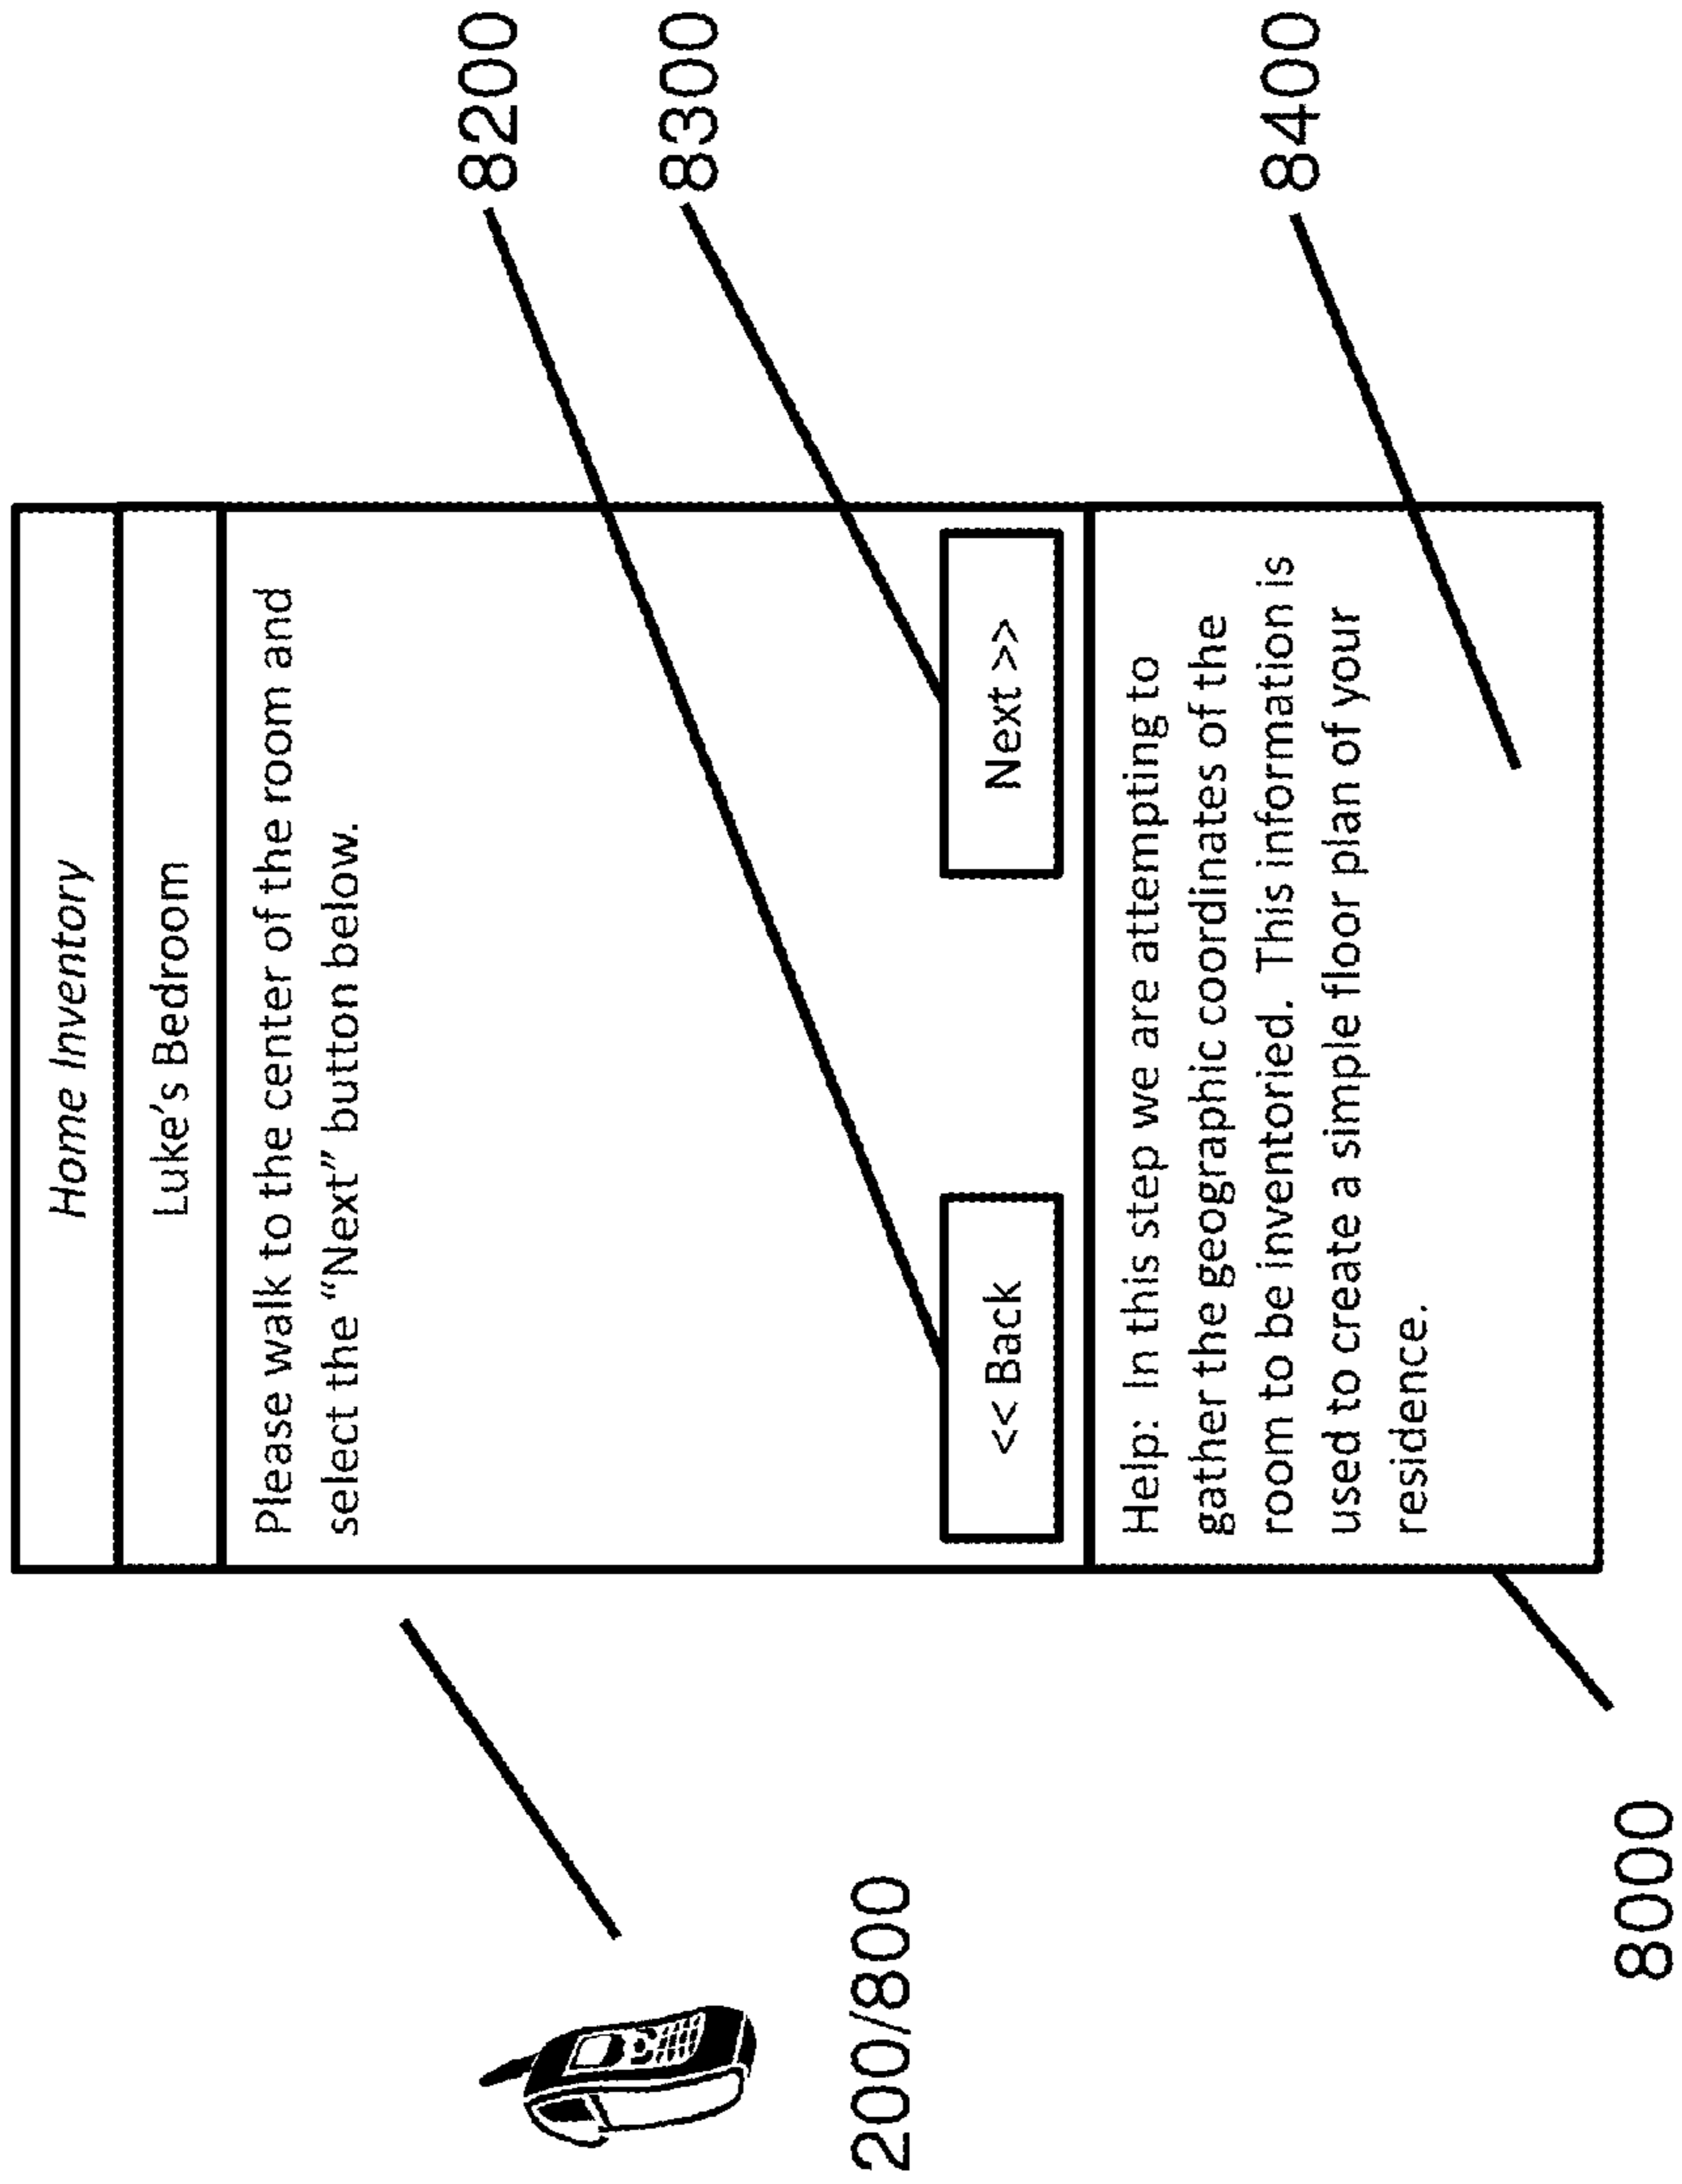 Home Inventory
Luke's Bedroom
Please walk to the center of the room and
select the “Next” button below.
<< Back
Next >>
Help:  In this step we are attempting to
gather the geographic coordinates of the
room to be inventoried.  This information is
used to create a simple floor plan of your
residence.
200/800
8000
8200
8300
8400